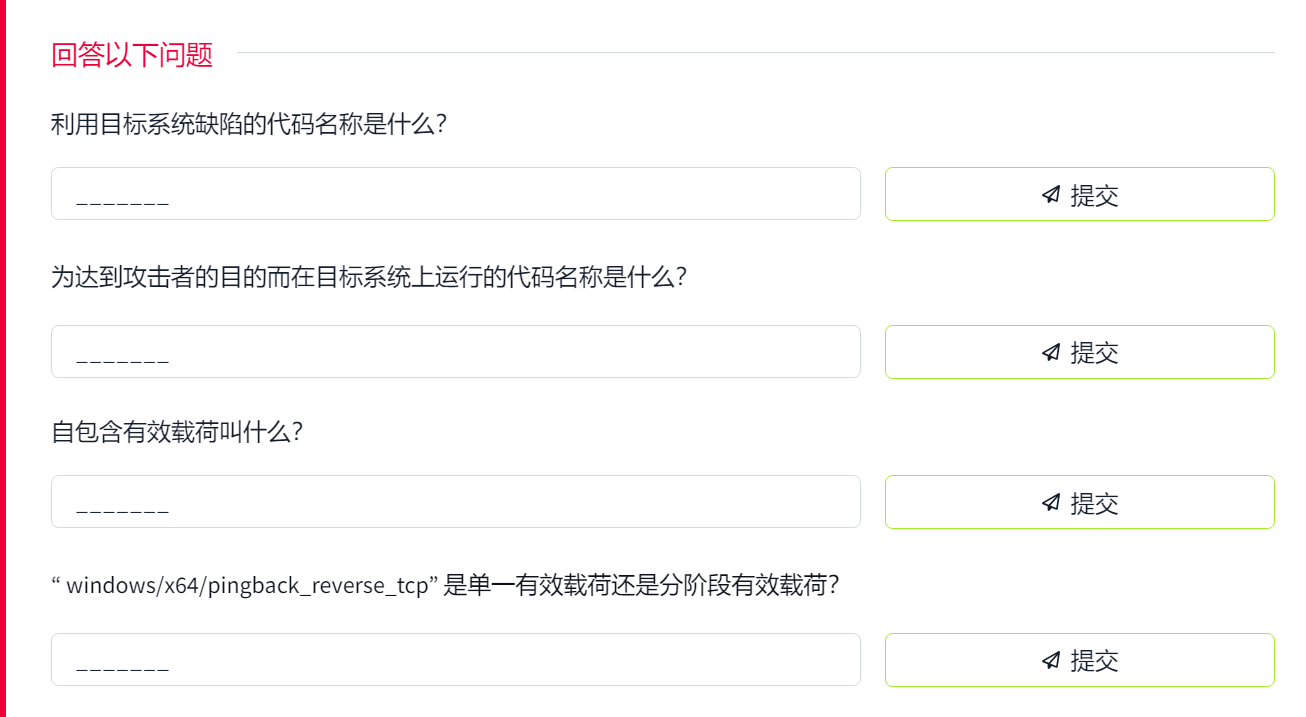 回答以下问题
利用目标系统缺陷的代码名称是什么？
_______
提交
为达到攻击者的目的而在目标系统上运行的代码名称是什么？
_______
提交
自包含有效载荷叫什么？
_______
提交
“ windows/x64/pingback_reverse_tcp” 是单一有效载荷还是分阶段有效载荷？
_______
提交